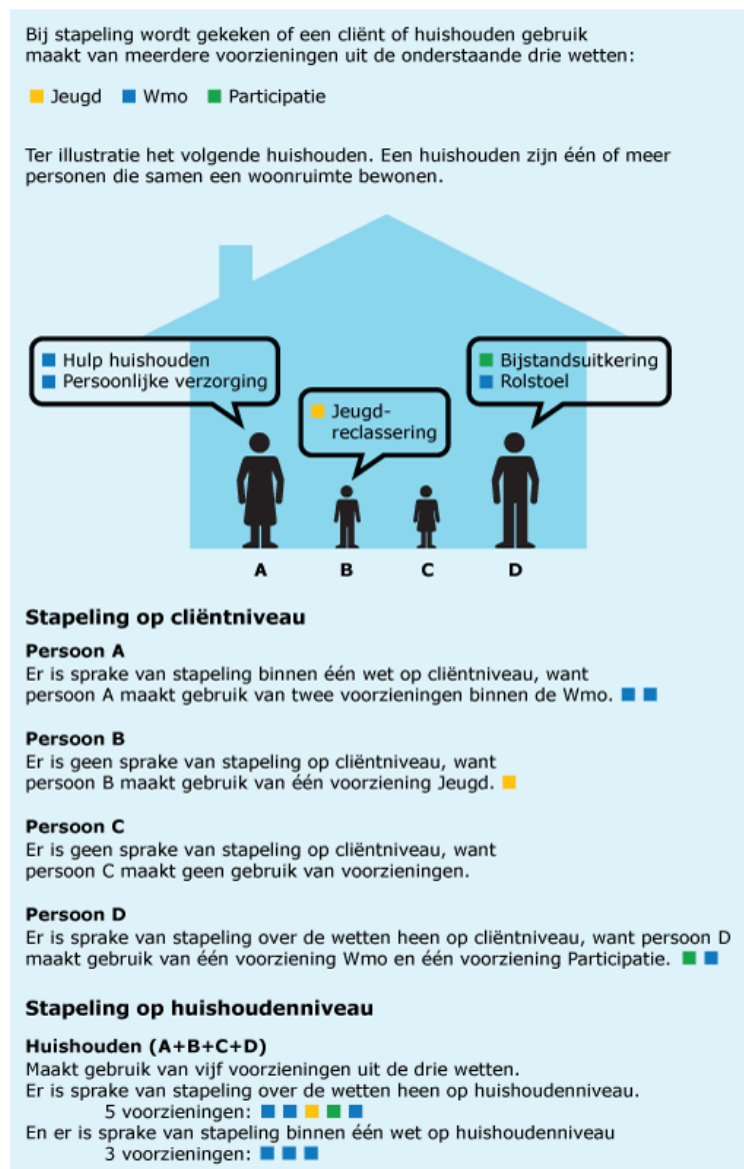 Bij stapeling wordt gekeken of een cliënt of huishouden gebruik
maakt van meerdere voorzieningen uit de onderstaande drie wetten:
Jeugd Wmo Participatie
Ter illustratie het volgende huishouden. Een huishouden zijn één of meer
personen die samen een woonruimte bewonen.
Hulp huishouden
Persoonlijke verzorging
Jeugd-
reclassering
Bijstandsuitkering
Rolstoel
A B C D
Stapeling op cliëntniveau
Persoon A
Er is sprake van stapeling binnen één wet op cliëntniveau, want
persoon A maakt gebruik van twee voorzieningen binnen de Wmo.
Persoon B
Er is geen sprake van stapeling op cliëntniveau, want
persoon B maakt gebruik van één voorziening Jeugd.
Persoon C
Er is geen sprake van stapeling op cliëntniveau, want
persoon C maakt geen gebruik van voorzieningen.
Persoon D
Er is sprake van stapeling over de wetten heen op cliëntniveau, want persoon D
maakt gebruik van één voorziening Wmo en één voorziening Participatie.
Stapeling op huishoudenniveau
Huishouden (A+B+C+D)
Maakt gebruik van vijf voorzieningen uit de drie wetten.
Er is sprake van stapeling over de wetten heen op huishoudenniveau.
5 voorzieningen:
En er is sprake van stapeling binnen één wet op huishoudenniveau
3 voorzieningen: